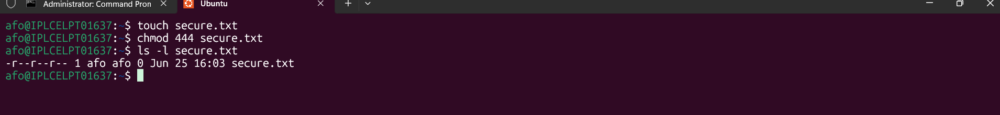 Administrator: Command Pron
Ubuntu
afo@IPLCELPT01637:~$ touch secure.txt
afo@IPLCELPT01637:~$ chmod 444 secure.txt
afo@IPLCELPT01637:~$ ls -l secure.txt
-r--r--r-- 1 afo afo 0 Jun 25 16:03 secure.txt
afo@IPLCELPT01637:~$